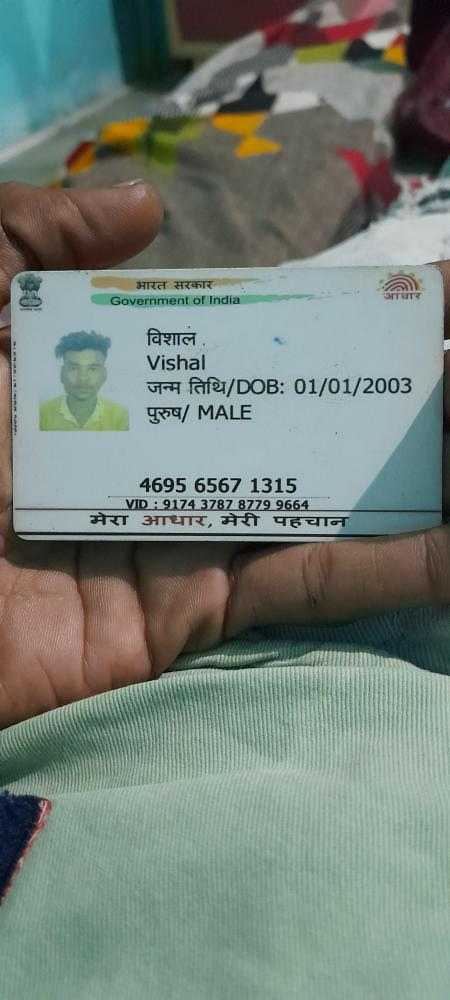 भारत सरकार
Government of India
आधार
विशाल
Vishal
जन्म तिथि/DOB: 01/01/2003
पुरुष/ MALE
4695 6567 1315
VID : 9174 3787 8779 9664
मेरा आधार, मेरी पहचान